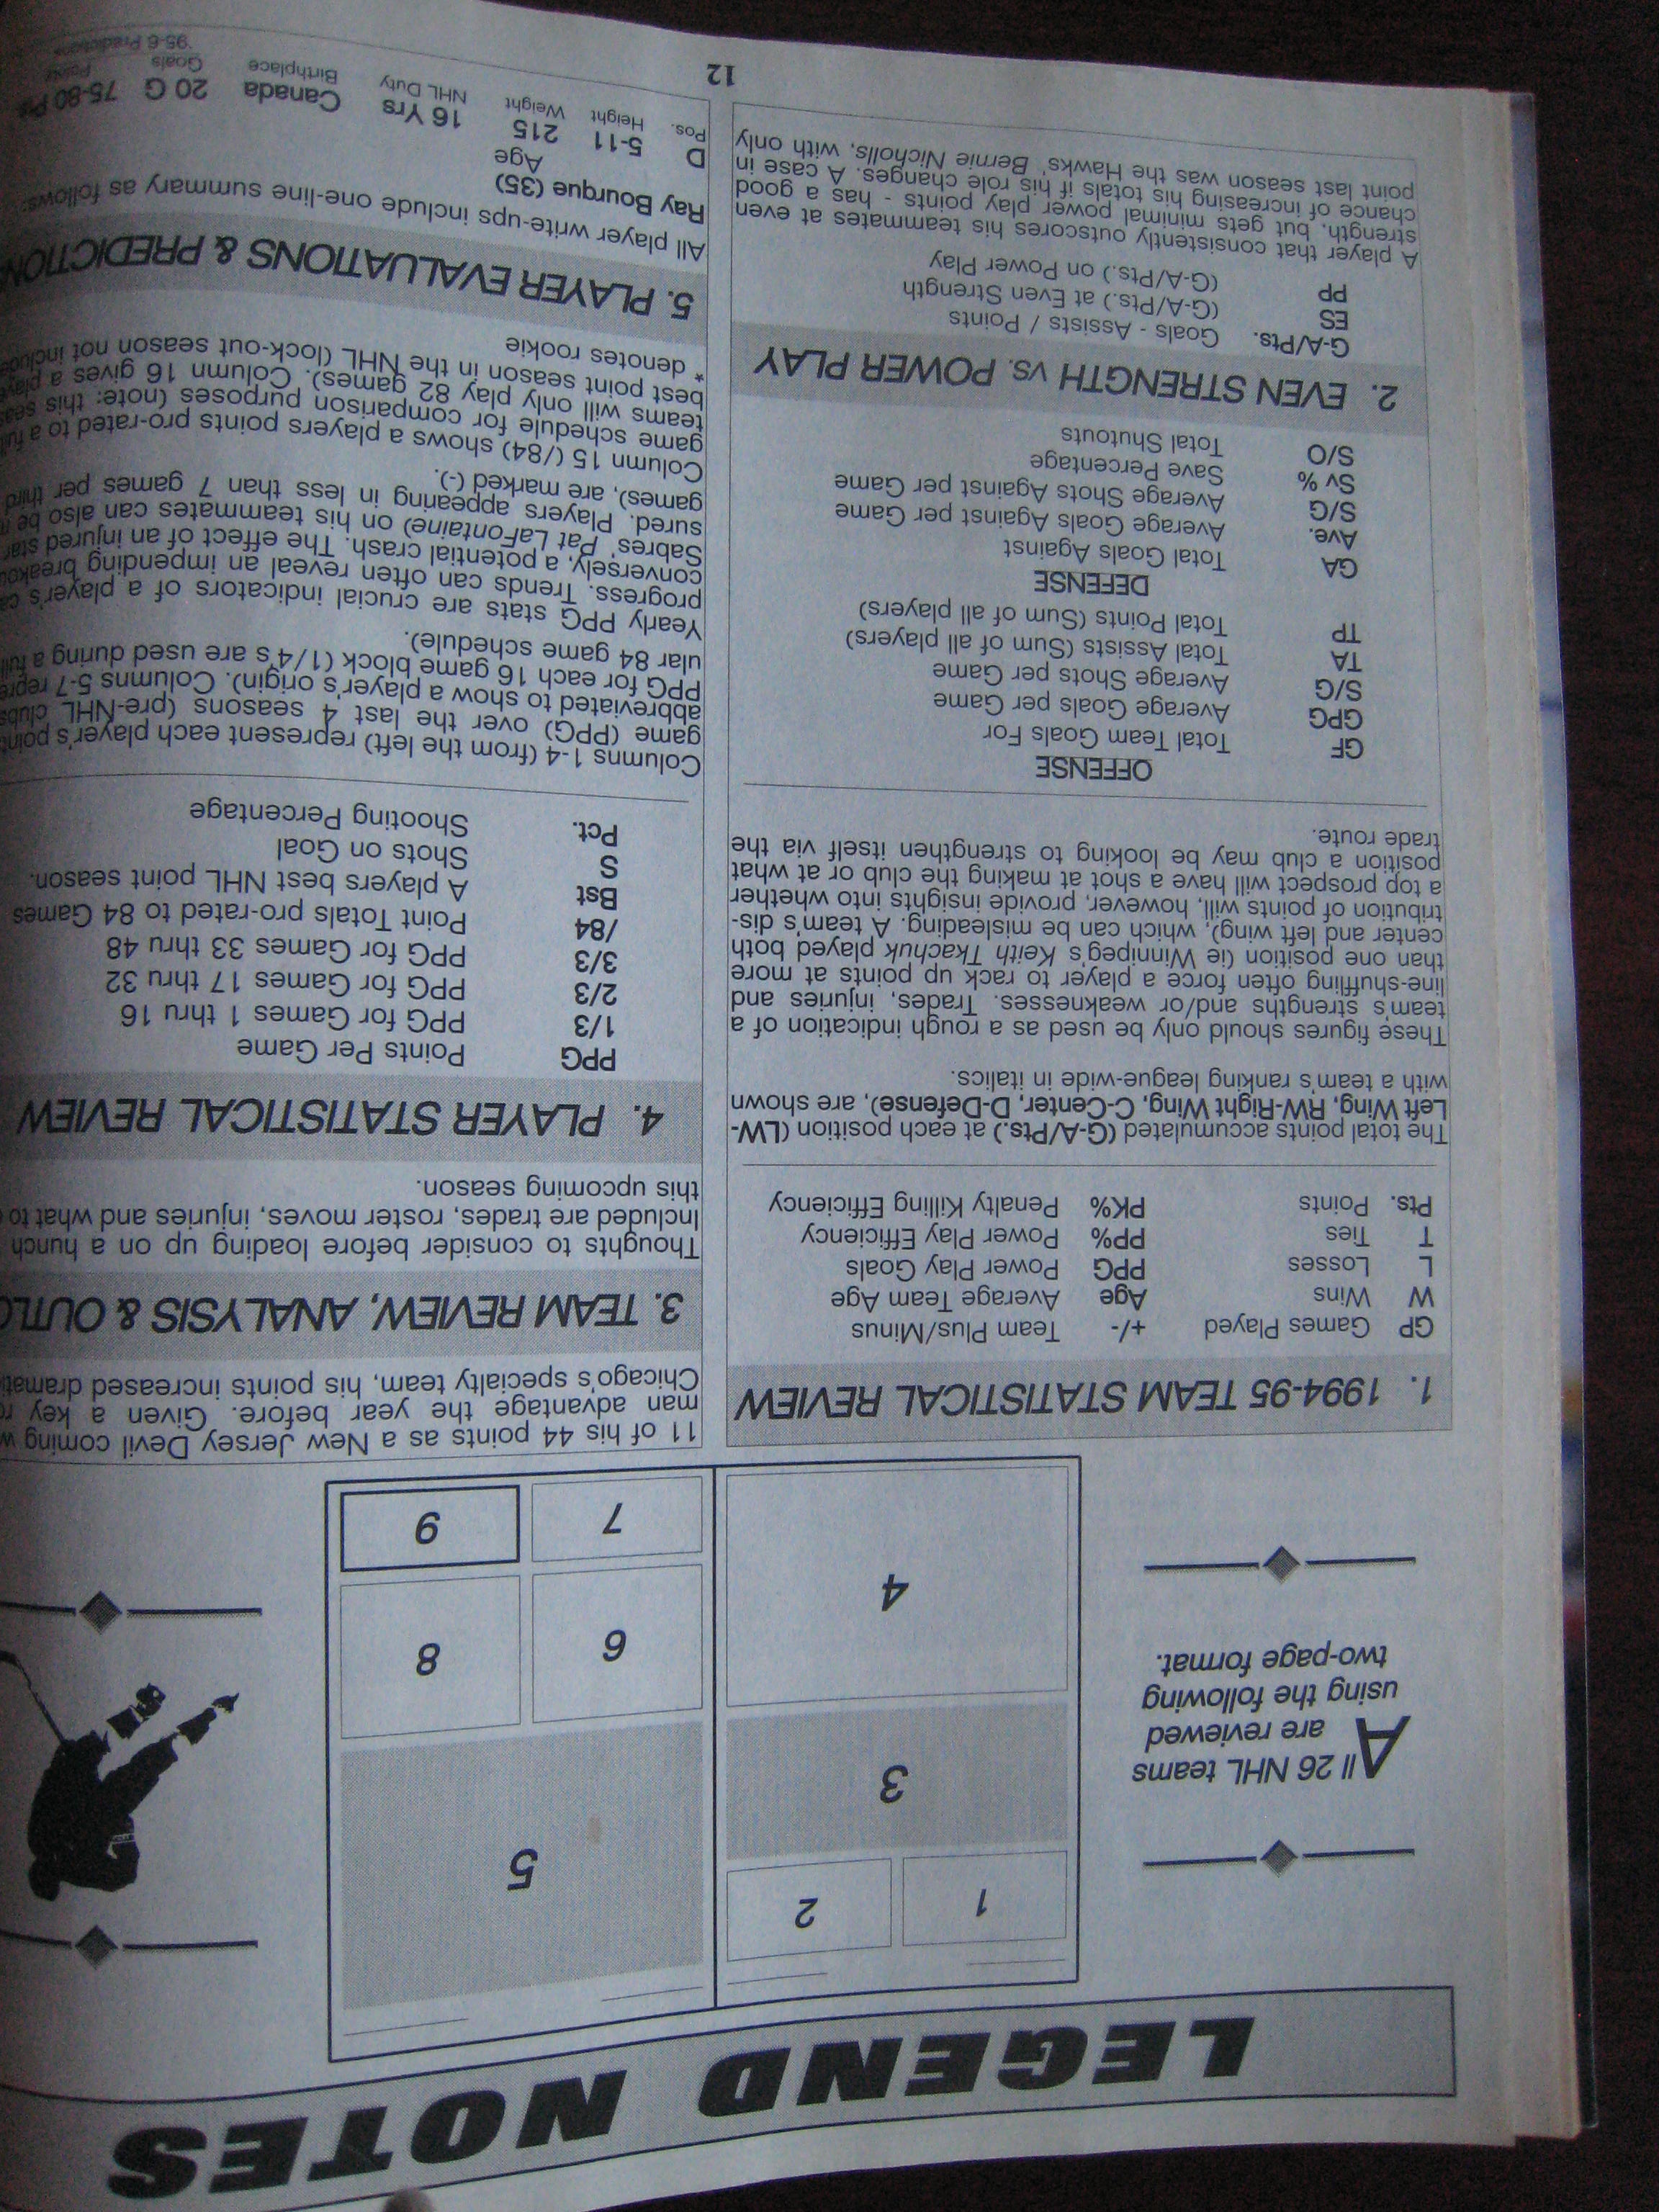 LEGEND NOTES
All 26 NHL teams
are reviewed
using the following
two-page format.
1
2
3
4
5
6
8
7
9
1. 1994-95 TEAM STATISTICAL REVIEW
GP Games Played +/- Team Plus/Minus
W Wins Age Average Team Age
L Losses PPG Power Play Goals
T Ties PP% Power Play Efficiency
Pts. Points PK% Penalty Killing Efficiency
The total points accumulated (G-A/Pts.) at each position (LW-
Left Wing, RW-Right Wing, C-Center, D-Defense), are shown
with a team's ranking league-wide in italics.
These figures should only be used as a rough indication of a
team's strengths and/or weaknesses. Trades, injuries and
line-shuffling often force a player to rack up points at more
than one position (ie Winnipeg's Keith Tkachuk played both
center and left wing), which can be misleading. A team's dis-
tribution of points will, however, provide insights into whether
a top prospect will have a shot at making the club or at what
position a club may be looking to strengthen itself via the
trade route.
OFFENSE
GF Total Team Goals For
GPG Average Goals per Game
S/G Average Shots per Game
TA Total Assists (Sum of all players)
TP Total Points (Sum of all players)
DEFENSE
GA Total Goals Against
Ave. Average Goals Against per Game
S/G Average Shots Against per Game
Sv % Save Percentage
S/O Total Shutouts
2. EVEN STRENGTH vs. POWER PLAY
G-A/Pts. Goals - Assists / Points
ES (G-A/Pts.) at Even Strength
PP (G-A/Pts.) on Power Play
A player that consistently outscores his teammates at even
strength, but gets minimal power play points - has a good
chance of increasing his totals if his role changes. A case in
point last season was the Hawks' Bernie Nicholls, with only
11 of his 44 points as a New Jersey Devil coming
man advantage the year before. Given a key
Chicago's specialty team, his points increased
3. TEAM REVIEW, ANALYSIS &
Thoughts to consider before loading up on a hunch
Included are trades, roster moves, injuries and what to
this upcoming season.
4. PLAYER STATISTICAL REVIEW
PPG Points Per Game
1/3 PPG for Games 1 thru 16
2/3 PPG for Games 17 thru 32
3/3 PPG for Games 33 thru 48
/84 Point Totals pro-rated to 84 Games
Bst A players best NHL point season.
S Shots on Goal
Pct. Shooting Percentage
Columns 1-4 (from the left) represent each player's
game (PPG) over the last 4 seasons (pre-NHL
abbreviated to show a player's origin). Columns 5-7
PPG for each 16 game block (1/4's are used during a
ular 84 game schedule).
Yearly PPG stats are crucial indicators of a player's
progress. Trends can often reveal an impending
conversely, a potential crash. The effect of an injured
Sabres' Pat LaFontaine) on his teammates can also be
sured. Players appearing in less than 7 games per third
games), are marked (-).
Column 15 (/84) shows a players points pro-rated to a
game schedule for comparison purposes (note: this
teams will only play 82 games). Column 16 gives a
best point season in the NHL (lock-out season not
* denotes rookie
5. PLAYER EVALUATIONS &
All player write-ups include one-line summary as follows:
Ray Bourque (35)
Age
D 5-11 215 16 Yrs Canada 20 G 75-80
Pos. Height Weight NHL Duty Birthplace Goals
'95-6
12